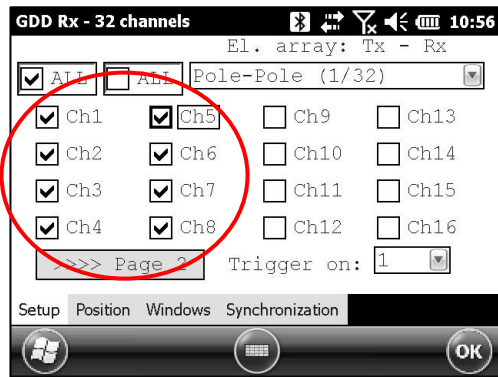 GDD Rx - 32 channels 10:56
El. array: Tx - Rx
ALL ALL Pole-Pole (1/32)
Ch1 Ch5 Ch9 Ch13
Ch2 Ch6 Ch10 Ch14
Ch3 Ch7 Ch11 Ch15
Ch4 Ch8 Ch12 Ch16
>>>> Page 2 Trigger on: 1
Setup Position Windows Synchronization
OK